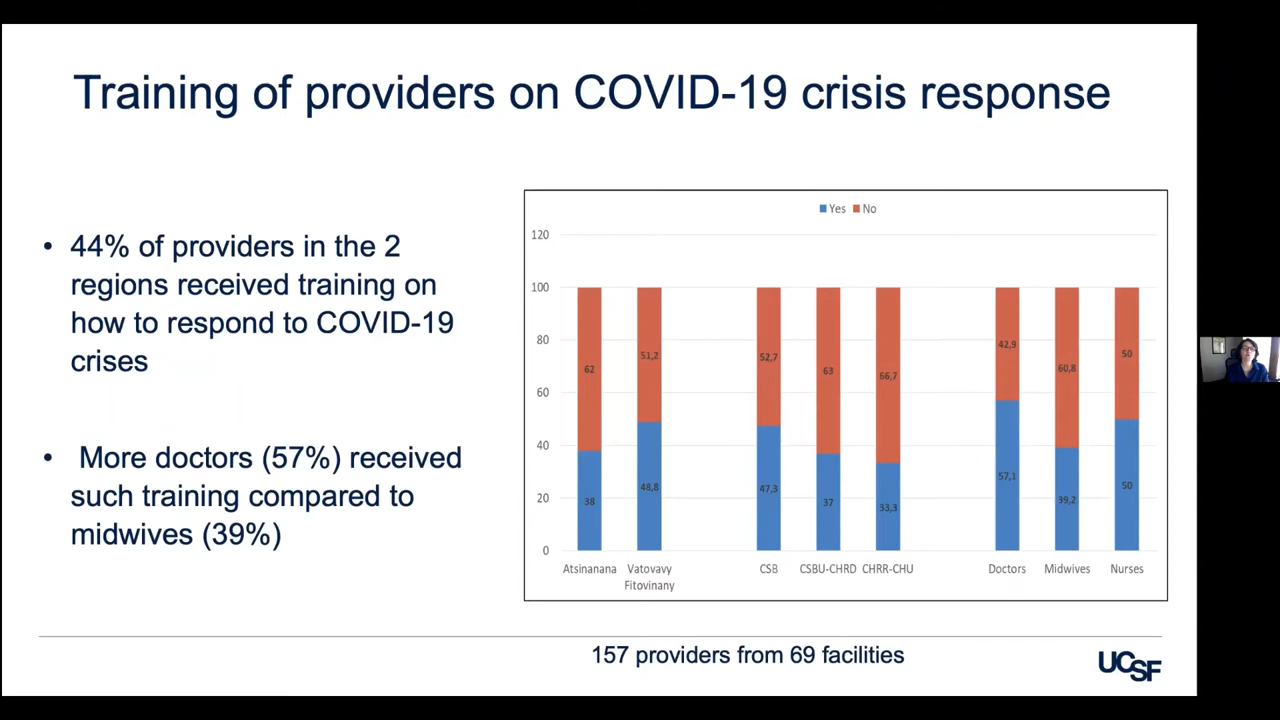 Training of providers on COVID-19 crisis response
• 44% of providers in the 2
regions received training on
how to respond to COVID-19
crises
• More doctors (57%) received
such training compared to
midwives (39%)
Yes No
120
100
80
60
40
20
0
62 51,2 52,7 63 66,7 42,9 60,8 50
38 48,8 47,3 37 33,3 57,1 39,2 50
Atsinanana Vatovavy CSB CSBU-CHRD CHRR-CHU Doctors Midwives Nurses
Fitovinany
157 providers from 69 facilities
UCSF